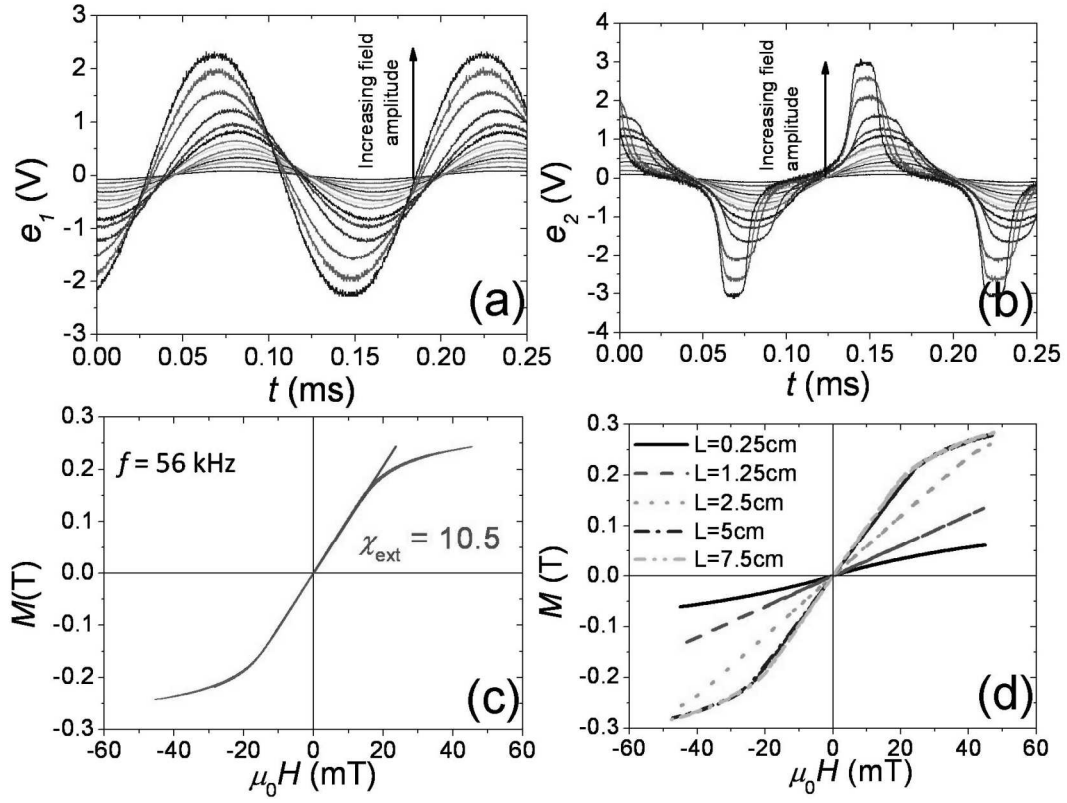 3
2
1
0
-1
-2
-3
e₁ (V)
Increasing field
amplitude
(a)
0.00 0.05 0.10 0.15 0.20 0.25
t (ms)
4
3
2
1
0
-1
-2
-3
-4
e₂ (V)
Increasing field
amplitude
(b)
0.00 0.05 0.10 0.15 0.20 0.25
t (ms)
0.3
0.2
0.1
0.0
-0.1
-0.2
-0.3
M(T)
f = 56 kHz
χext = 10.5
(c)
-60 -40 -20 0 20 40 60
μ₀H (mT)
0.3
0.2
0.1
0.0
-0.1
-0.2
-0.3
M (T)
L=0.25cm
L=1.25cm
L=2.5cm
L=5cm
L=7.5cm
(d)
-60 -40 -20 0 20 40 60
μ₀H (mT)